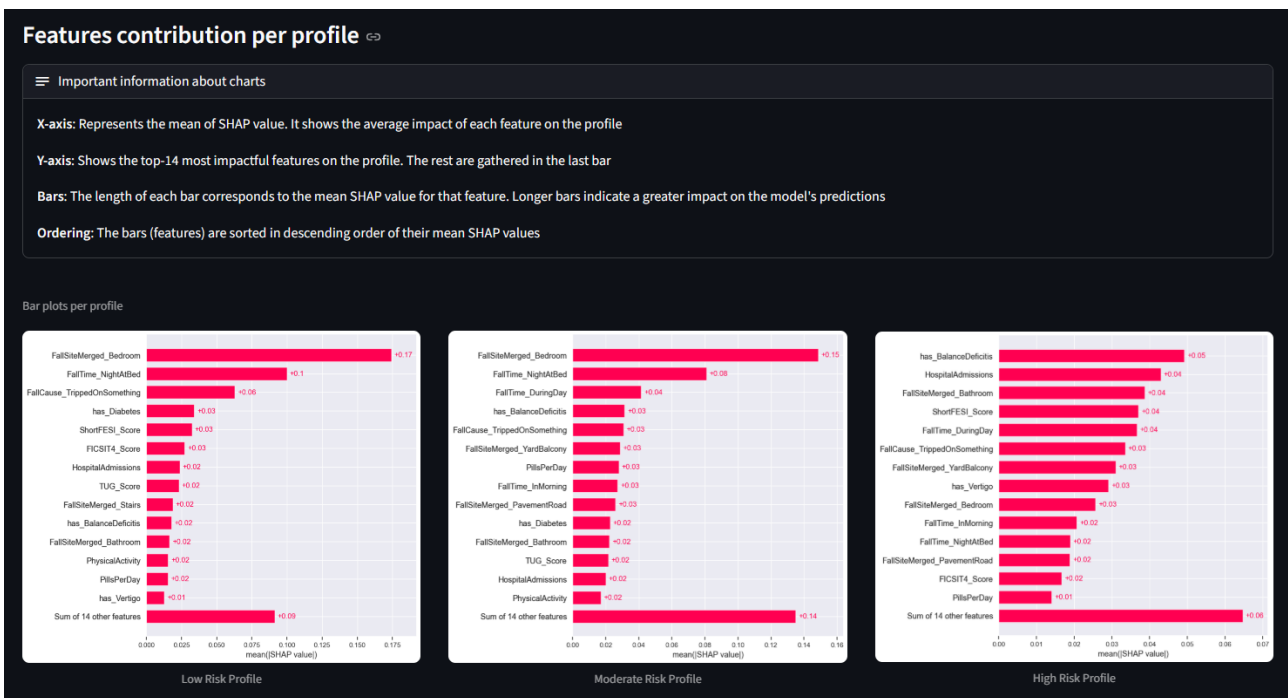 Features contribution per profile
Important information about charts
X-axis: Represents the mean of SHAP value. It shows the average impact of each feature on the profile
Y-axis: Shows the top-14 most impactful features on the profile. The rest are gathered in the last bar
Bars: The length of each bar corresponds to the mean SHAP value for that feature. Longer bars indicate a greater impact on the model's predictions
Ordering: The bars (features) are sorted in descending order of their mean SHAP values
Bar plots per profile
FallSiteMerged_Bedroom +0.17
FallTime_NightAtBed +0.1
FallCause_TrippedOnSomething +0.06
has_Diabetes +0.03
ShortFESI_Score +0.03
FICSIT4_Score +0.03
HospitalAdmissions +0.02
TUG_Score +0.02
FallSiteMerged_Stairs +0.02
has_BalanceDeficitis +0.02
FallSiteMerged_Bathroom +0.02
PhysicalActivity +0.02
PillsPerDay +0.02
has_Vertigo +0.01
Sum of 14 other features +0.09
0.000 0.025 0.050 0.075 0.100 0.125 0.150 0.175
mean(|SHAP value|)
Low Risk Profile
FallSiteMerged_Bedroom +0.15
FallTime_NightAtBed +0.08
FallTime_DuringDay +0.04
has_BalanceDeficitis +0.03
FallCause_TrippedOnSomething +0.03
FallSiteMerged_YardBalcony +0.03
PillsPerDay +0.03
FallTime_InMorning +0.03
FallSiteMerged_PavementRoad +0.03
has_Diabetes +0.02
FallSiteMerged_Bathroom +0.02
TUG_Score +0.02
HospitalAdmissions +0.02
PhysicalActivity +0.02
Sum of 14 other features +0.14
0.00 0.02 0.04 0.06 0.08 0.10 0.12 0.14 0.16
mean(|SHAP value|)
Moderate Risk Profile
has_BalanceDeficitis +0.05
HospitalAdmissions +0.04
FallSiteMerged_Bathroom +0.04
ShortFESI_Score +0.04
FallTime_DuringDay +0.04
FallCause_TrippedOnSomething +0.03
FallSiteMerged_YardBalcony +0.03
has_Vertigo +0.03
FallSiteMerged_Bedroom +0.03
FallTime_InMorning +0.02
FallTime_NightAtBed +0.02
FallSiteMerged_PavementRoad +0.02
FICSIT4_Score +0.02
PillsPerDay +0.01
Sum of 14 other features +0.06
0.00 0.01 0.02 0.03 0.04 0.05 0.06 0.07
mean(|SHAP value|)
High Risk Profile